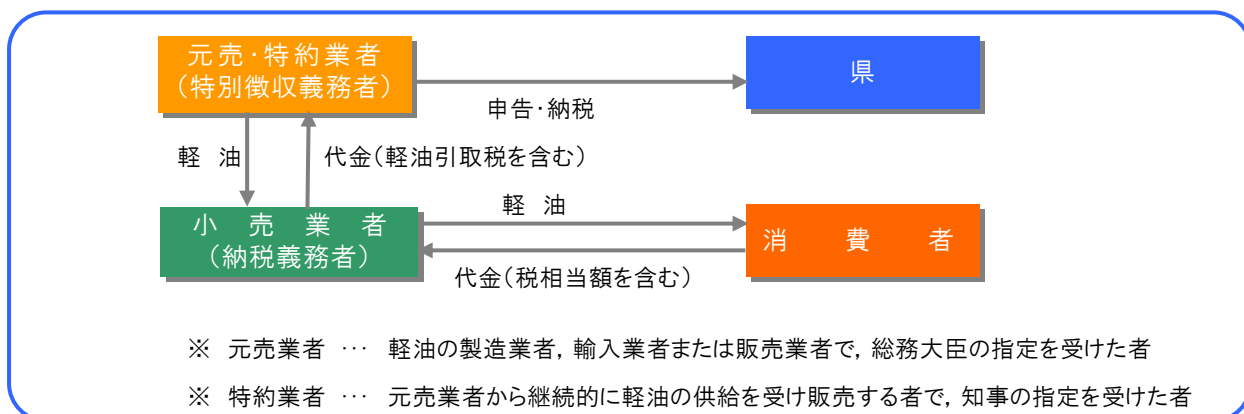 元売・特約業者
(特別徴収義務者)
県
申告・納税
軽 油
代金(軽油引取税を含む)
小 売 業 者
(納税義務者)
軽 油
消 費 者
代金(税相当額を含む)
※ 元売業者 … 軽油の製造業者,輸入業者または販売業者で,総務大臣の指定を受けた者
※ 特約業者 … 元売業者から継続的に軽油の供給を受け販売する者で,知事の指定を受けた者